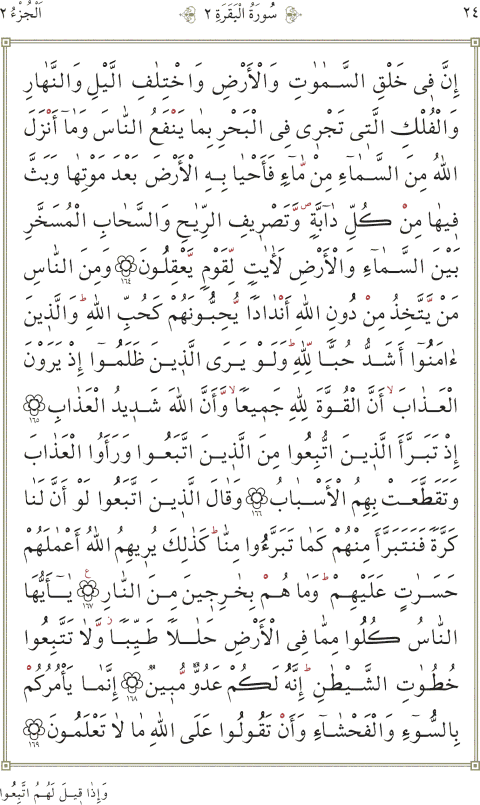 ٢٤ سُورَةُ الْبَقَرَةِ ٢ اَلْجُزْءُ ٢
إِنَّ فِي خَلْقِ السَّمٰوٰتِ وَالْأَرْضِ وَاخْتِلٰفِ الَّيْلِ وَالنَّهٰارِ
وَالْفُلْكِ الَّتِي تَجْرِي فِي الْبَحْرِ بِمٰا يَنْفَعُ النّٰاسَ وَمٰآ أَنْزَلَ
اللّٰهُ مِنَ السَّمٰآءِ مِنْ مٰآءٍ فَأَحْيٰا بِهِ الْأَرْضَ بَعْدَ مَوْتِهٰا وَبَثَّ
فِيهٰا مِنْ كُلِّ دٰآبَّةٍ ۖ وَّتَصْرِيفِ الرِّيٰحِ وَالسَّحٰابِ الْمُسَخَّرِ
بَيْنَ السَّمٰآءِ وَالْأَرْضِ لَأٰيٰتٍ لِّقَوْمٍ يَّعْقِلُونَ ١٦٤ وَمِنَ النّٰاسِ
مَنْ يَّتَّخِذُ مِنْ دُونِ اللّٰهِ أَنْدٰادًا يُّحِبُّونَهُمْ كَحُبِّ اللّٰهِ ۖ وَالَّذِينَ
ءٰامَنُوٓا أَشَدُّ حُبًّا لِّلّٰهِ ۗ وَلَوْ يَرَى الَّذِينَ ظَلَمُوٓا إِذْ يَرَوْنَ
الْعَذٰابَ ۙ أَنَّ الْقُوَّةَ لِلّٰهِ جَمِيعًا ۙ وَّأَنَّ اللّٰهَ شَدِيدُ الْعَذٰابِ ١٦٥
إِذْ تَبَرَّأَ الَّذِينَ اتُّبِعُوا مِنَ الَّذِينَ اتَّبَعُوا وَرَأَوُا الْعَذٰابَ
وَتَقَطَّعَتْ بِهِمُ الْأَسْبٰابُ ١٦٦ وَقٰالَ الَّذِينَ اتَّبَعُوا لَوْ أَنَّ لَنٰا
كَرَّةً فَنَتَبَرَّأَ مِنْهُمْ كَمٰا تَبَرَّءُوا مِنّٰا ۗ كَذٰلِكَ يُرِيهِمُ اللّٰهُ أَعْمٰلَهُمْ
حَسَرٰتٍ عَلَيْهِمْ ۖ وَمٰا هُمْ بِخٰرِجِينَ مِنَ النّٰارِ ١٦٧ يٰٓأَيُّهَا
النّٰاسُ كُلُوا مِمّٰا فِي الْأَرْضِ حَلٰلًا طَيِّبًا ۖ وَّلٰا تَتَّبِعُوا
خُطُوٰتِ الشَّيْطٰنِ ۗ إِنَّهُ لَكُمْ عَدُوٌّ مُّبِينٌ ١٦٨ إِنَّمٰا يَأْمُرُكُمْ
بِالسُّوٓءِ وَالْفَحْشٰآءِ وَأَنْ تَقُولُوا عَلَى اللّٰهِ مٰا لٰا تَعْلَمُونَ ١٦٩
وَإِذٰا قِيلَ لَهُمُ اتَّبِعُوا